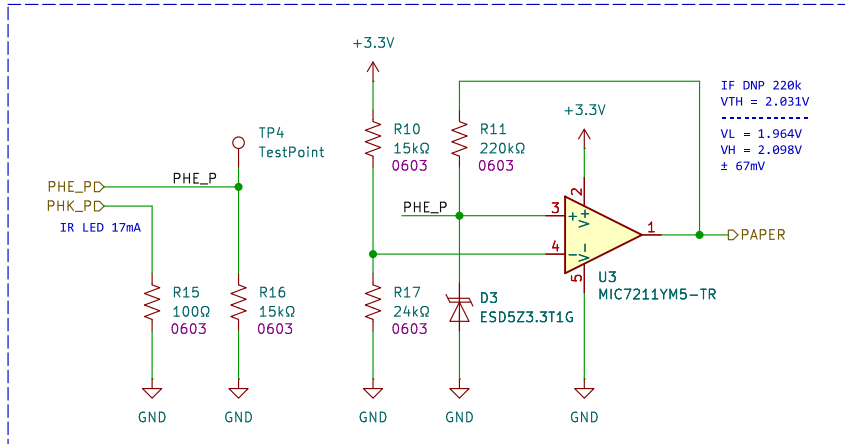 +3.3V
+3.3V
IF DNP 220k
VTH = 2.031V
------------
VL = 1.964V
VH = 2.098V
± 67mV
TP4
TestPoint
R10
15kΩ
0603
R11
220kΩ
0603
PHE_P
PHE_P
PHK_P
IR LED 17mA
PHE_P
2
3
+
V+
1
PAPER
4
-
V-
5
U3
MIC7211YM5-TR
R15
100Ω
0603
R16
15kΩ
0603
R17
24kΩ
0603
D3
ESD5Z3.3T1G
GND
GND
GND
GND
GND